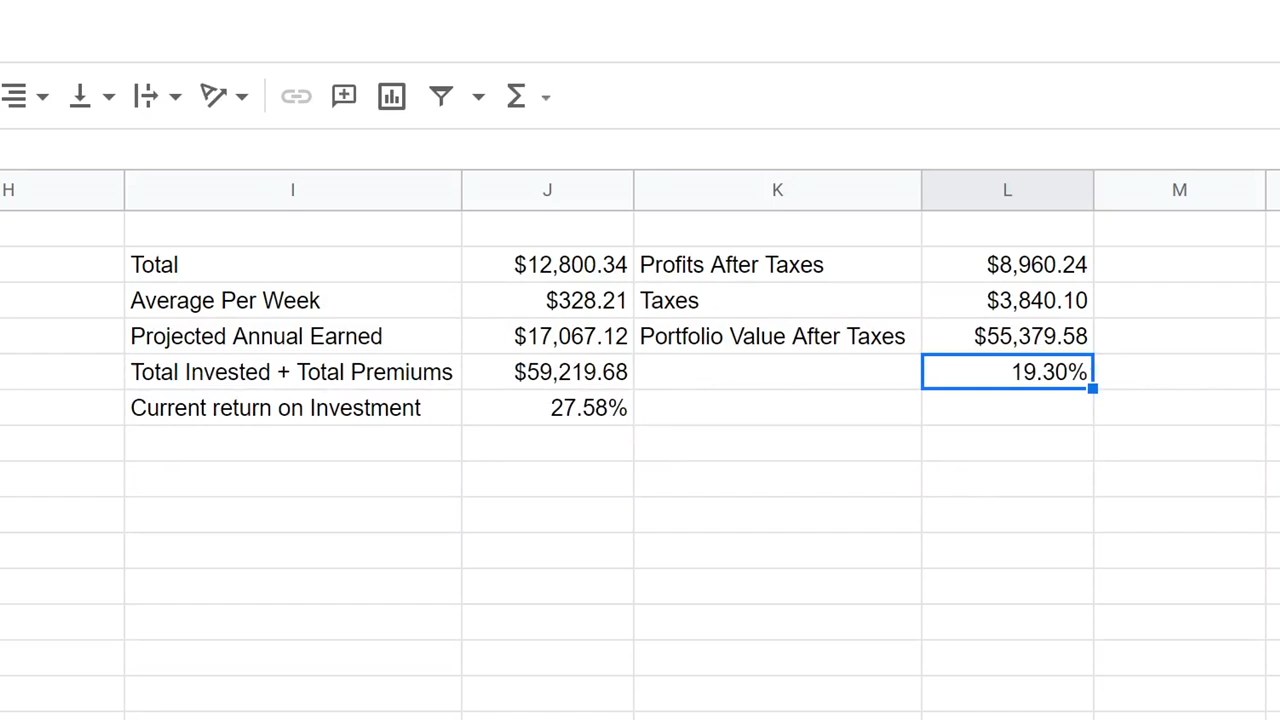 H I J K L M
Total $12,800.34 Profits After Taxes $8,960.24
Average Per Week $328.21 Taxes $3,840.10
Projected Annual Earned $17,067.12 Portfolio Value After Taxes $55,379.58
Total Invested + Total Premiums $59,219.68 19.30%
Current return on Investment 27.58%